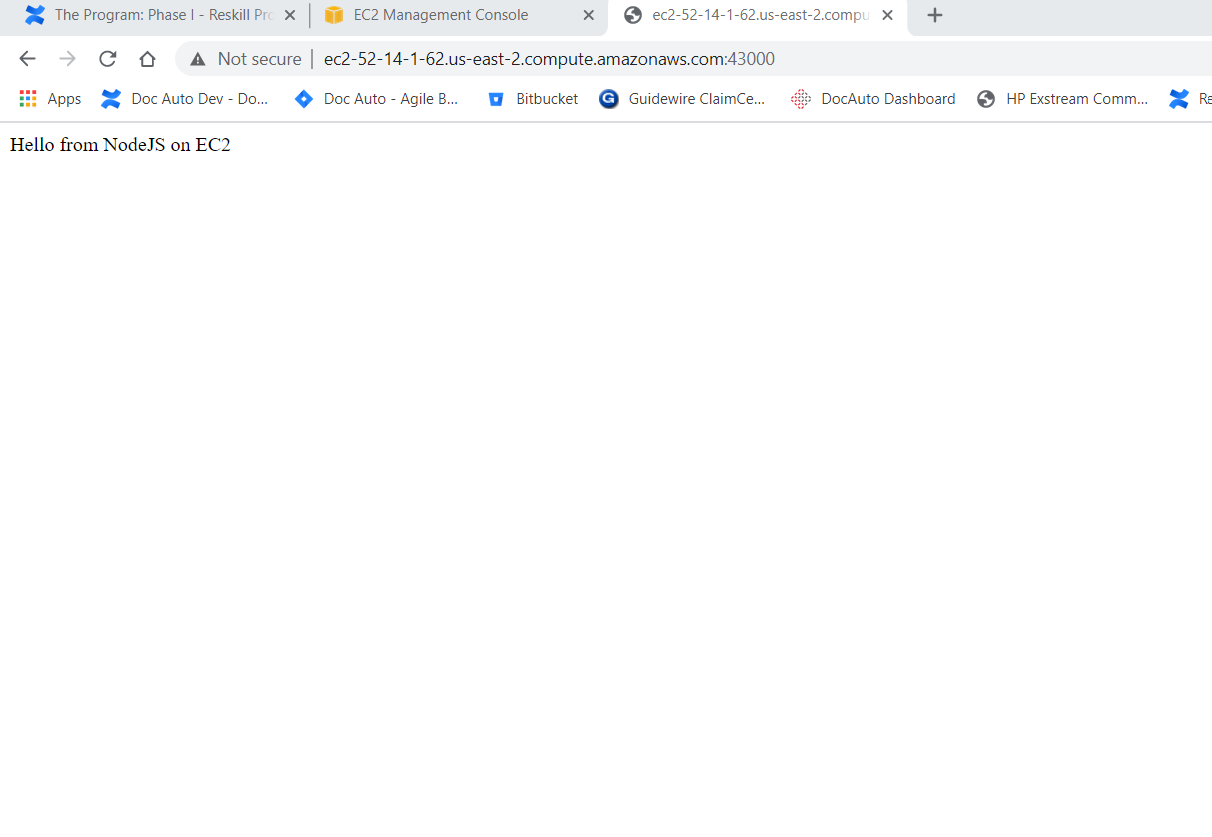 The Program: Phase I - Reskill Pro
EC2 Management Console
ec2-52-14-1-62.us-east-2.compu
Not secure | ec2-52-14-1-62.us-east-2.compute.amazonaws.com:43000
Apps Doc Auto Dev - Do... Doc Auto - Agile B... Bitbucket G Guidewire ClaimCe... DocAuto Dashboard HP Exstream Comm...
Hello from NodeJS on EC2